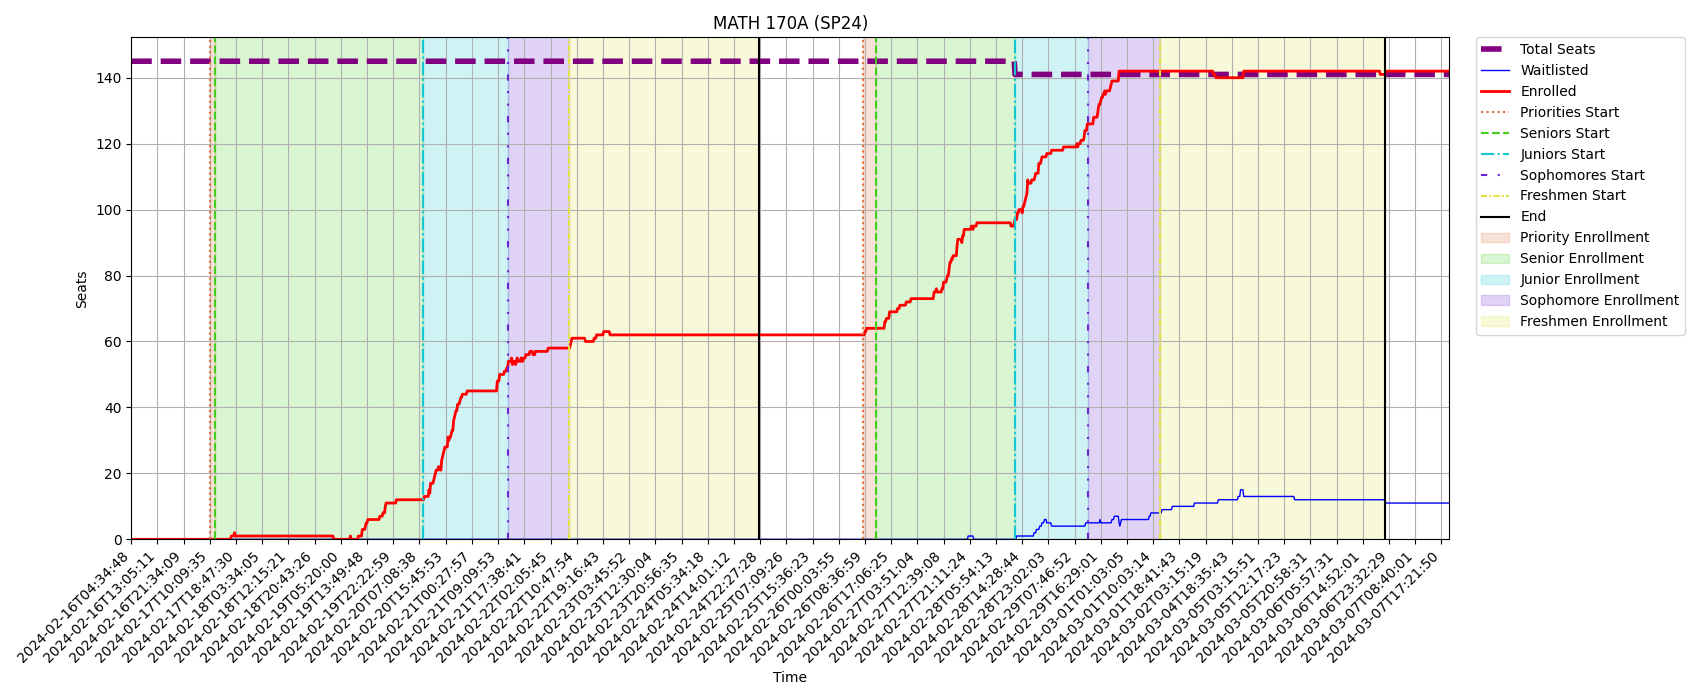 MATH 170A (SP24)
Total Seats
Waitlisted
Enrolled
Priorities Start
Seniors Start
Juniors Start
Sophomores Start
Freshmen Start
End
Priority Enrollment
Senior Enrollment
Junior Enrollment
Sophomore Enrollment
Freshmen Enrollment
Seats
140
120
100
80
60
40
20
0
2024-02-16T04:34:48
2024-02-16T13:05:11
2024-02-16T21:34:09
2024-02-17T10:09:35
2024-02-17T18:47:30
2024-02-18T03:34:05
2024-02-18T12:15:21
2024-02-18T20:43:26
2024-02-19T05:20:00
2024-02-19T13:49:48
2024-02-19T22:22:59
2024-02-20T07:08:38
2024-02-20T15:45:53
2024-02-21T00:27:57
2024-02-21T09:09:53
2024-02-21T17:38:41
2024-02-22T02:05:45
2024-02-22T10:47:54
2024-02-22T19:16:43
2024-02-23T03:45:52
2024-02-23T12:30:04
2024-02-23T20:56:35
2024-02-24T05:34:18
2024-02-24T14:01:12
2024-02-24T22:27:28
2024-02-25T07:09:26
2024-02-25T15:36:23
2024-02-26T00:03:55
2024-02-26T08:36:59
2024-02-26T17:06:25
2024-02-27T03:51:04
2024-02-27T12:39:08
2024-02-27T21:11:24
2024-02-28T05:54:13
2024-02-28T14:28:44
2024-02-28T23:02:03
2024-02-29T07:46:52
2024-02-29T16:29:01
2024-03-01T01:03:05
2024-03-01T10:03:14
2024-03-01T18:41:43
2024-03-02T03:15:19
2024-03-04T18:35:43
2024-03-05T03:15:51
2024-03-05T12:17:23
2024-03-05T20:58:31
2024-03-06T05:57:31
2024-03-06T14:52:01
2024-03-06T23:32:29
2024-03-07T08:40:01
2024-03-07T17:21:50
Time